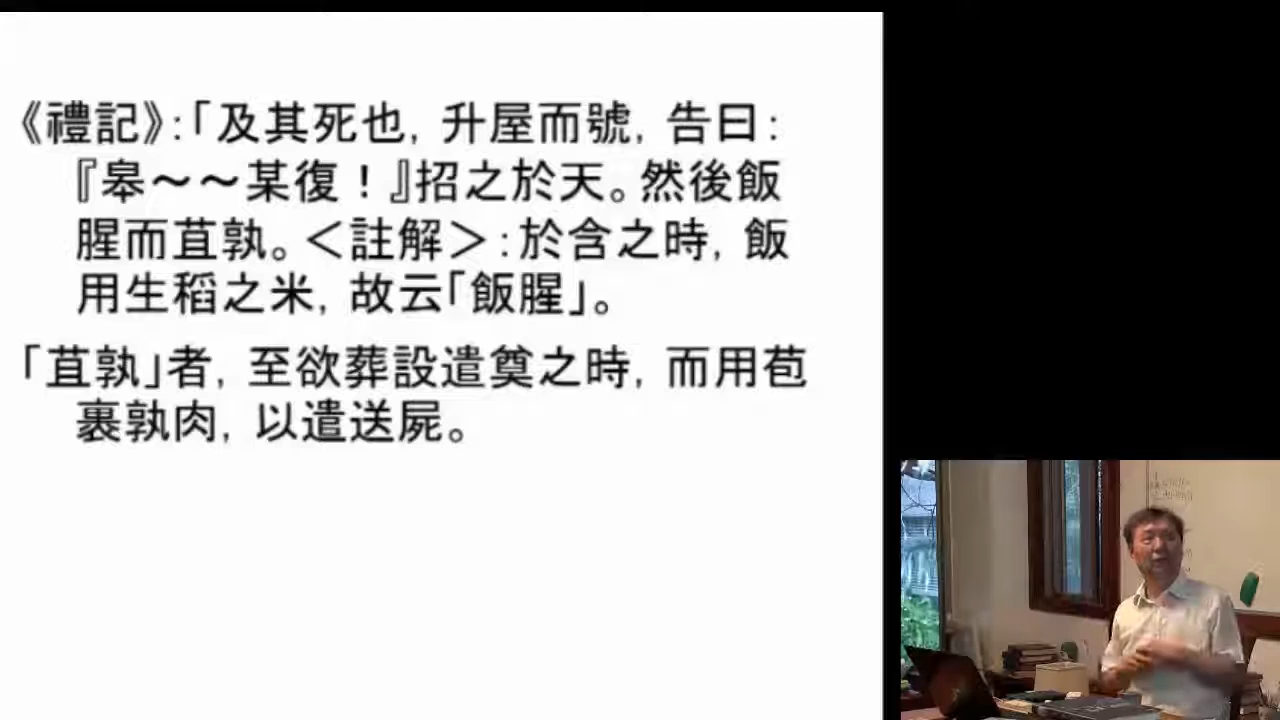 《禮記》:「及其死也，升屋而號，告曰:
『皋～～某復！』招之於天。然後飯
腥而苴孰。＜註解＞:於含之時，飯
用生稻之米，故云「飯腥」。
「苴孰」者，至欲葬設遣奠之時，而用苞
裹孰肉，以遣送屍。